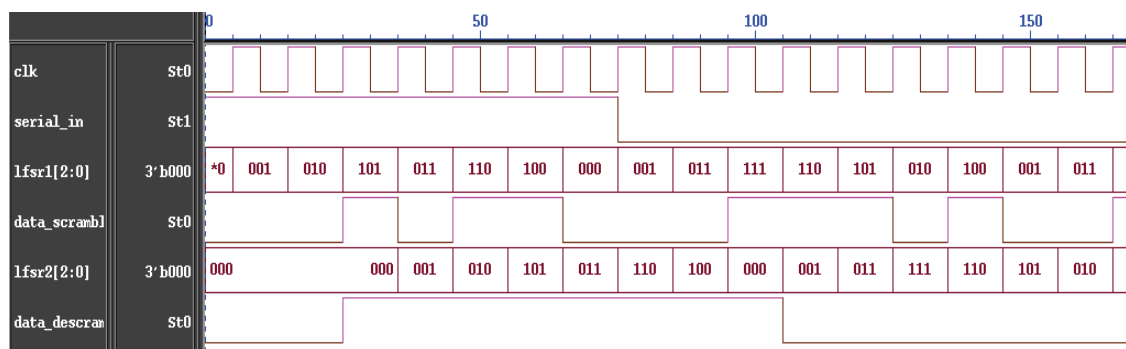 0 50 100 150
clk St0
serial_in St1
lfsr1[2:0] 3'b000 *0 001 010 101 011 110 100 000 001 011 111 110 101 010 100 001 011
data_scrambl St0
lfsr2[2:0] 3'b000 000 000 001 010 101 011 110 100 000 001 011 111 110 101 010
data_descram St0